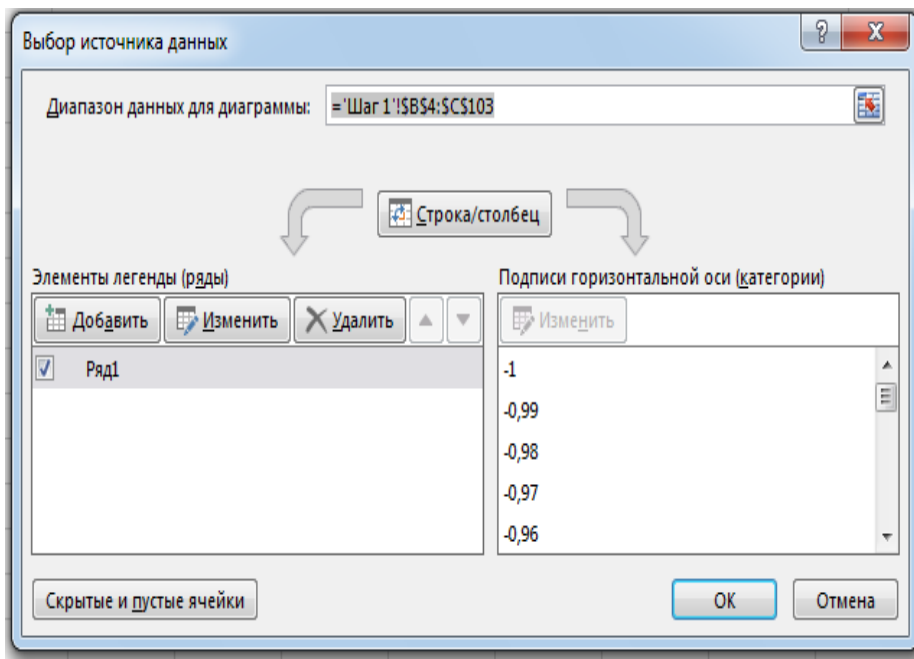 Выбор источника данных
?
X
Диапазон данных для диаграммы:
='Шаг 1'!$B$4:$C$103
Строка/столбец
Элементы легенды (ряды)
Добавить
Изменить
Удалить
Ряд1
Подписи горизонтальной оси (категории)
Изменить
-1
-0,99
-0,98
-0,97
-0,96
Скрытые и пустые ячейки
ОК
Отмена